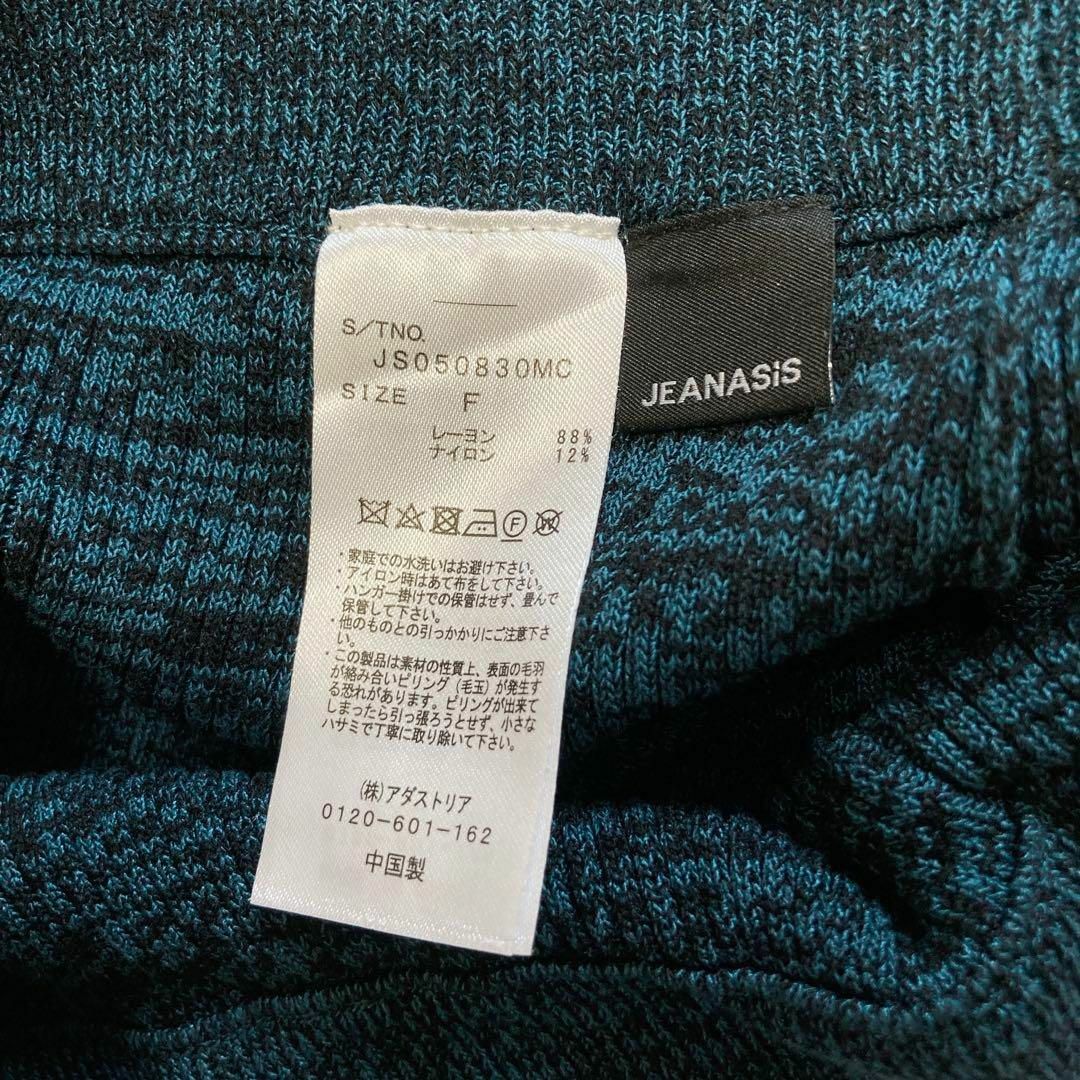 S/TNO.
JS050830MC
SIZE F
レーヨン 88%
ナイロン 12%
F W
・家庭での水洗いはお避け下さい。
・アイロン時はあて布をして下さい。
・ハンガー掛けでの保管はせず、畳んで
保管して下さい。
・他のものとの引っかかりにご注意下さ
い。
・この製品は素材の性質上、表面の毛羽
が絡み合いピリング（毛玉）が発生す
る恐れがあります。ピリングが出来て
しまったら引っ張ろうとせず、小さな
ハサミで丁寧に取り除いて下さい。
(株)アダストリア
0120-601-162
中国製
JEANASiS